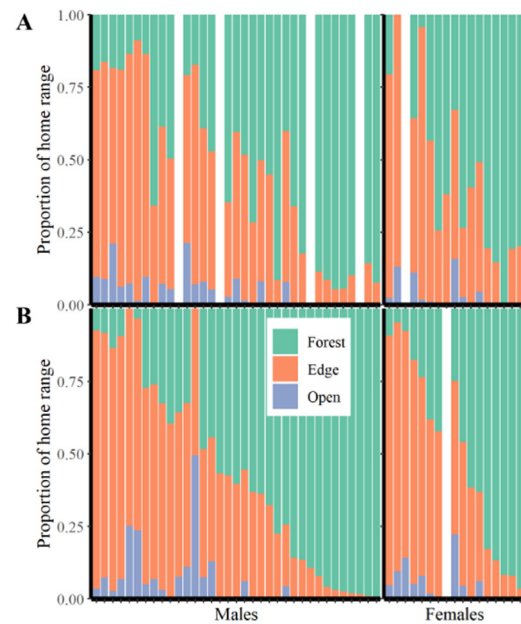 A
1.00
0.75
0.50
0.25
0.00
Proportion of home range
B
0.75
0.50
0.25
0.00
Proportion of home range
Forest
Edge
Open
Males
Females